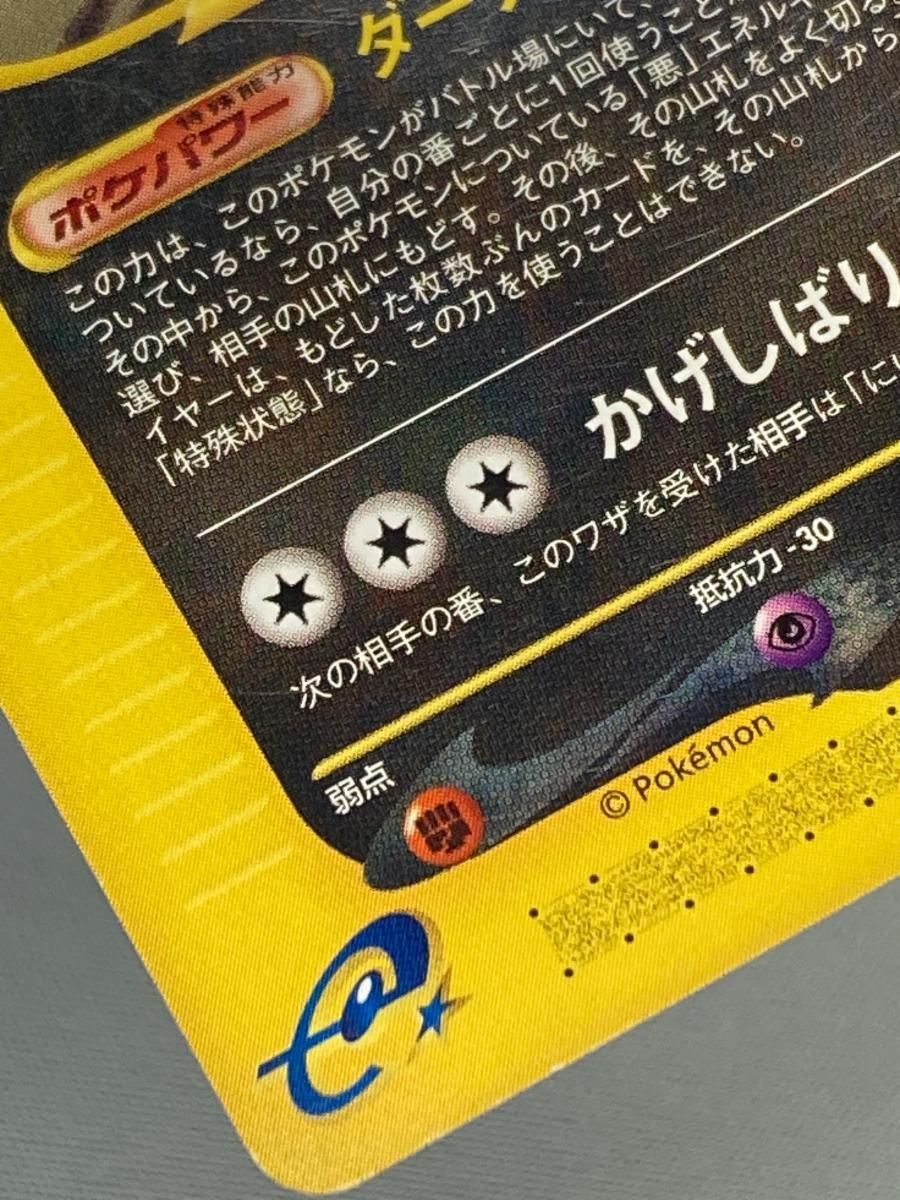 ダー
特殊能力
ポケパワー
この力は、このポケモンがバトル場にいて、
ついているなら、自分の番ごとに1回使うこと
その中から、このポケモンについている「悪」エネルギ
選び、相手の山札にもどす。その後、その山札をよく切る
イヤーは、もどした枚数ぶんのカードを、その山札から
「特殊状態」なら、この力を使うことはできない。
かげしばり
次の相手の番、このワザを受けた相手は「にげ
抵抗力 -30
弱点
© Pokémon
e